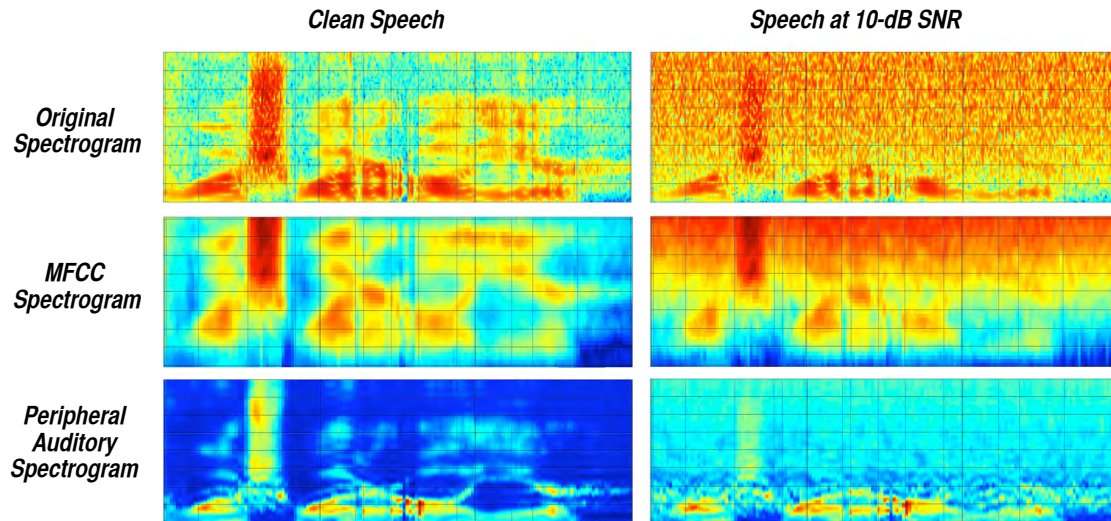 Clean Speech
Speech at 10-dB SNR
Original
Spectrogram
MFCC
Spectrogram
Peripheral
Auditory
Spectrogram